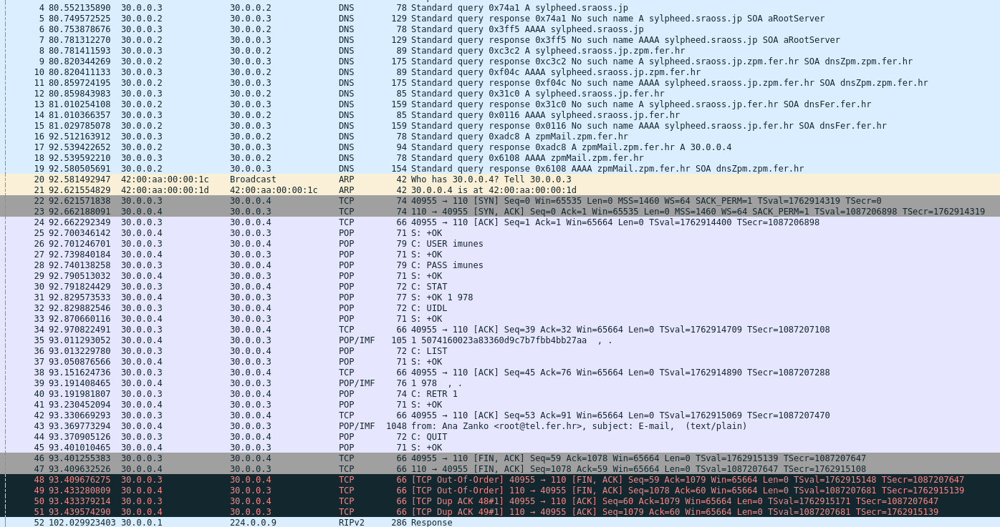 4 80.552135890 30.0.0.3 30.0.0.2 DNS 78 Standard query 0x74a1 A sylpheed.sraoss.jp
5 80.749572525 30.0.0.2 30.0.0.3 DNS 129 Standard query response 0x74a1 No such name A sylpheed.sraoss.jp SOA aRootServer
6 80.753878676 30.0.0.3 30.0.0.2 DNS 78 Standard query 0x3ff5 AAAA sylpheed.sraoss.jp
7 80.781312270 30.0.0.2 30.0.0.3 DNS 129 Standard query response 0x3ff5 No such name AAAA sylpheed.sraoss.jp SOA aRootServer
8 80.781411593 30.0.0.3 30.0.0.2 DNS 89 Standard query 0xc3c2 A sylpheed.sraoss.jp.zpm.fer.hr
9 80.820344269 30.0.0.2 30.0.0.3 DNS 175 Standard query response 0xc3c2 No such name A sylpheed.sraoss.jp.zpm.fer.hr SOA dnsZpm.zpm.fer.hr
10 80.820411133 30.0.0.3 30.0.0.2 DNS 89 Standard query 0xf04c AAAA sylpheed.sraoss.jp.zpm.fer.hr
11 80.859724195 30.0.0.2 30.0.0.3 DNS 175 Standard query response 0xf04c No such name AAAA sylpheed.sraoss.jp.zpm.fer.hr SOA dnsZpm.zpm.fer.hr
12 80.859843983 30.0.0.3 30.0.0.2 DNS 85 Standard query 0x31c0 A sylpheed.sraoss.jp.fer.hr
13 81.010254108 30.0.0.2 30.0.0.3 DNS 159 Standard query response 0x31c0 No such name A sylpheed.sraoss.jp.fer.hr SOA dnsFer.fer.hr
14 81.010366357 30.0.0.3 30.0.0.2 DNS 85 Standard query 0x0116 AAAA sylpheed.sraoss.jp.fer.hr
15 81.029785078 30.0.0.2 30.0.0.3 DNS 159 Standard query response 0x0116 No such name AAAA sylpheed.sraoss.jp.fer.hr SOA dnsFer.fer.hr
16 92.512163912 30.0.0.3 30.0.0.2 DNS 78 Standard query 0xadc8 A zpmMail.zpm.fer.hr
17 92.539422652 30.0.0.2 30.0.0.3 DNS 94 Standard query response 0xadc8 A zpmMail.zpm.fer.hr A 30.0.0.4
18 92.539592210 30.0.0.3 30.0.0.2 DNS 78 Standard query 0x6108 AAAA zpmMail.zpm.fer.hr
19 92.580505691 30.0.0.2 30.0.0.3 DNS 154 Standard query response 0x6108 AAAA zpmMail.zpm.fer.hr SOA dnsZpm.zpm.fer.hr
20 92.581492947 42:00:aa:00:00:1c Broadcast ARP 42 Who has 30.0.0.4? Tell 30.0.0.3
21 92.621554829 42:00:aa:00:00:1d 42:00:aa:00:00:1c ARP 42 30.0.0.4 is at 42:00:aa:00:00:1d
22 92.621571838 30.0.0.3 30.0.0.4 TCP 74 40955 → 110 [SYN] Seq=0 Win=65535 Len=0 MSS=1460 WS=64 SACK_PERM=1 TSval=1762914319 TSecr=0
23 92.662188091 30.0.0.4 30.0.0.3 TCP 74 110 → 40955 [SYN, ACK] Seq=0 Ack=1 Win=65535 Len=0 MSS=1460 WS=64 SACK_PERM=1 TSval=1087206898 TSecr=1762914319
24 92.662292349 30.0.0.3 30.0.0.4 TCP 66 40955 → 110 [ACK] Seq=1 Ack=1 Win=65664 Len=0 TSval=1762914400 TSecr=1087206898
25 92.700346142 30.0.0.4 30.0.0.3 POP 71 S: +OK
26 92.701246701 30.0.0.3 30.0.0.4 POP 79 C: USER imunes
27 92.739840184 30.0.0.4 30.0.0.3 POP 71 S: +OK
28 92.740138258 30.0.0.3 30.0.0.4 POP 79 C: PASS imunes
29 92.790513032 30.0.0.4 30.0.0.3 POP 71 S: +OK
30 92.791824429 30.0.0.3 30.0.0.4 POP 72 C: STAT
31 92.829573533 30.0.0.4 30.0.0.3 POP 77 S: +OK 1 978
32 92.829882546 30.0.0.3 30.0.0.4 POP 72 C: UIDL
33 92.870660116 30.0.0.4 30.0.0.3 POP 71 S: +OK
34 92.970822491 30.0.0.3 30.0.0.4 TCP 66 40955 → 110 [ACK] Seq=39 Ack=32 Win=65664 Len=0 TSval=1762914709 TSecr=1087207108
35 93.011293052 30.0.0.4 30.0.0.3 POP/IMF 105 1 5074160023a83360d9c7b7fbb4bb27aa , .
36 93.013229780 30.0.0.3 30.0.0.4 POP 72 C: LIST
37 93.050876566 30.0.0.4 30.0.0.3 POP 71 S: +OK
38 93.151624736 30.0.0.3 30.0.0.4 TCP 66 40955 → 110 [ACK] Seq=45 Ack=76 Win=65664 Len=0 TSval=1762914890 TSecr=1087207288
39 93.191408465 30.0.0.4 30.0.0.3 POP/IMF 76 1 978 , .
40 93.191981807 30.0.0.3 30.0.0.4 POP 74 C: RETR 1
41 93.230452094 30.0.0.4 30.0.0.3 POP 71 S: +OK
42 93.330669293 30.0.0.3 30.0.0.4 TCP 66 40955 → 110 [ACK] Seq=53 Ack=91 Win=65664 Len=0 TSval=1762915069 TSecr=1087207470
43 93.369773294 30.0.0.4 30.0.0.3 POP/IMF 1048 from: Ana Zanko <root@tel.fer.hr>, subject: E-mail, (text/plain)
44 93.370905126 30.0.0.3 30.0.0.4 POP 72 C: QUIT
45 93.401010465 30.0.0.4 30.0.0.3 POP 71 S: +OK
46 93.401255383 30.0.0.3 30.0.0.4 TCP 66 40955 → 110 [FIN, ACK] Seq=59 Ack=1078 Win=65664 Len=0 TSval=1762915139 TSecr=1087207647
47 93.409632526 30.0.0.4 30.0.0.3 TCP 66 110 → 40955 [FIN, ACK] Seq=1078 Ack=59 Win=65664 Len=0 TSval=1087207647 TSecr=1762915108
48 93.409676275 30.0.0.3 30.0.0.4 TCP 66 [TCP Out-Of-Order] 40955 → 110 [FIN, ACK] Seq=59 Ack=1079 Win=65664 Len=0 TSval=1762915148 TSecr=1087207647
49 93.433280809 30.0.0.4 30.0.0.3 TCP 66 [TCP Out-Of-Order] 110 → 40955 [FIN, ACK] Seq=1078 Ack=60 Win=65664 Len=0 TSval=1087207681 TSecr=1762915139
50 93.433379214 30.0.0.3 30.0.0.4 TCP 66 [TCP Dup ACK 48#1] 40955 → 110 [ACK] Seq=60 Ack=1079 Win=65664 Len=0 TSval=1762915171 TSecr=1087207647
51 93.439574290 30.0.0.4 30.0.0.3 TCP 66 [TCP Dup ACK 49#1] 110 → 40955 [ACK] Seq=1079 Ack=60 Win=65664 Len=0 TSval=1087207681 TSecr=1762915139
52 102.029923403 30.0.0.1 224.0.0.9 RIPv2 286 Response